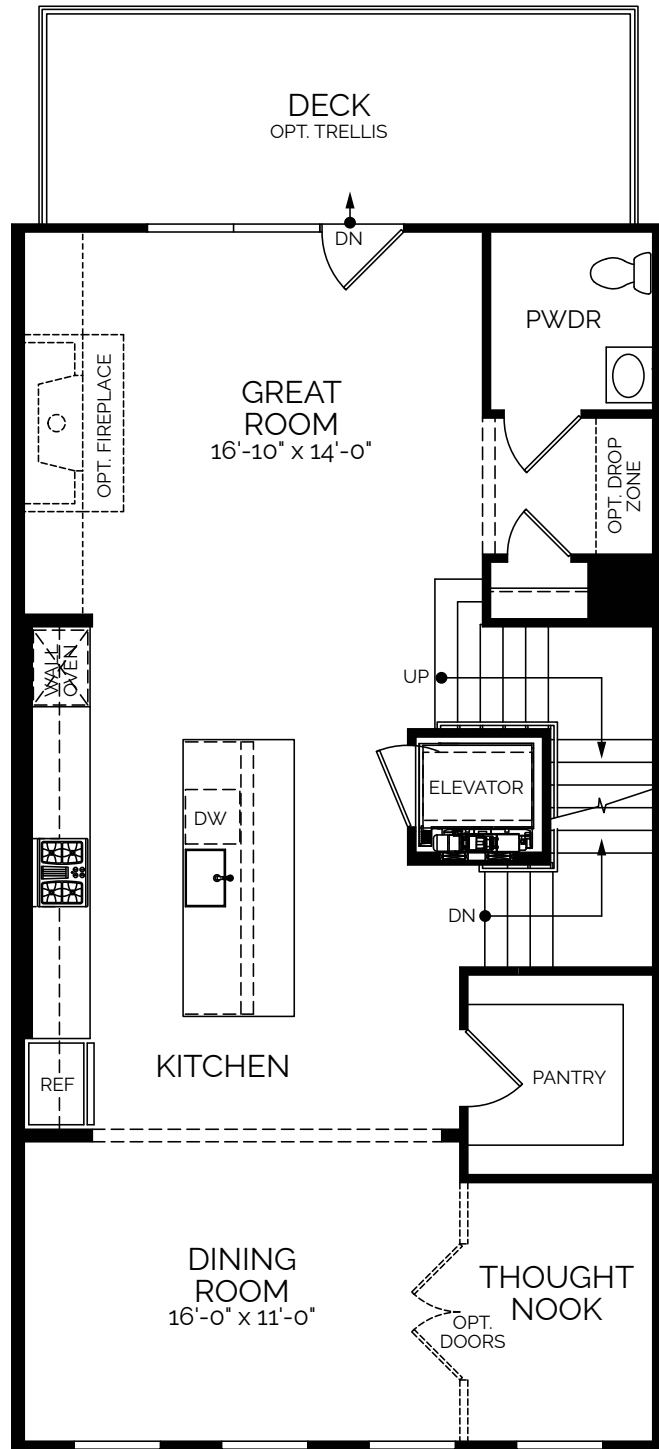 DECK
OPT. TRELLIS
DN
PWDR
OPT. FIREPLACE
GREAT
ROOM
16'-10" x 14'-0"
OPT. DROP
ZONE
WALL
OVEN
UP
ELEVATOR
DW
DN
KITCHEN
REF
PANTRY
DINING
ROOM
16'-0" x 11'-0"
THOUGHT
NOOK
OPT.
DOORS